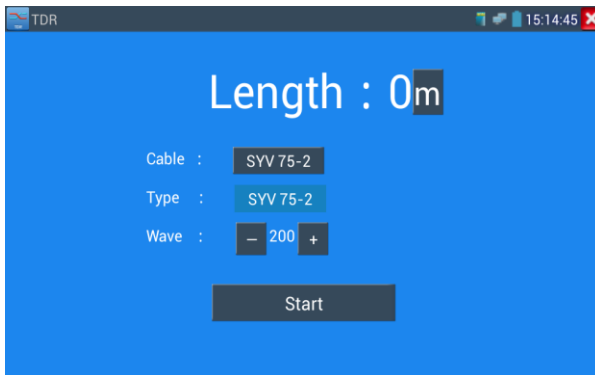 TDR 15:14:45
Length : 0m
Cable : SYV 75-2
Type : SYV 75-2
Wave : – 200 +
Start